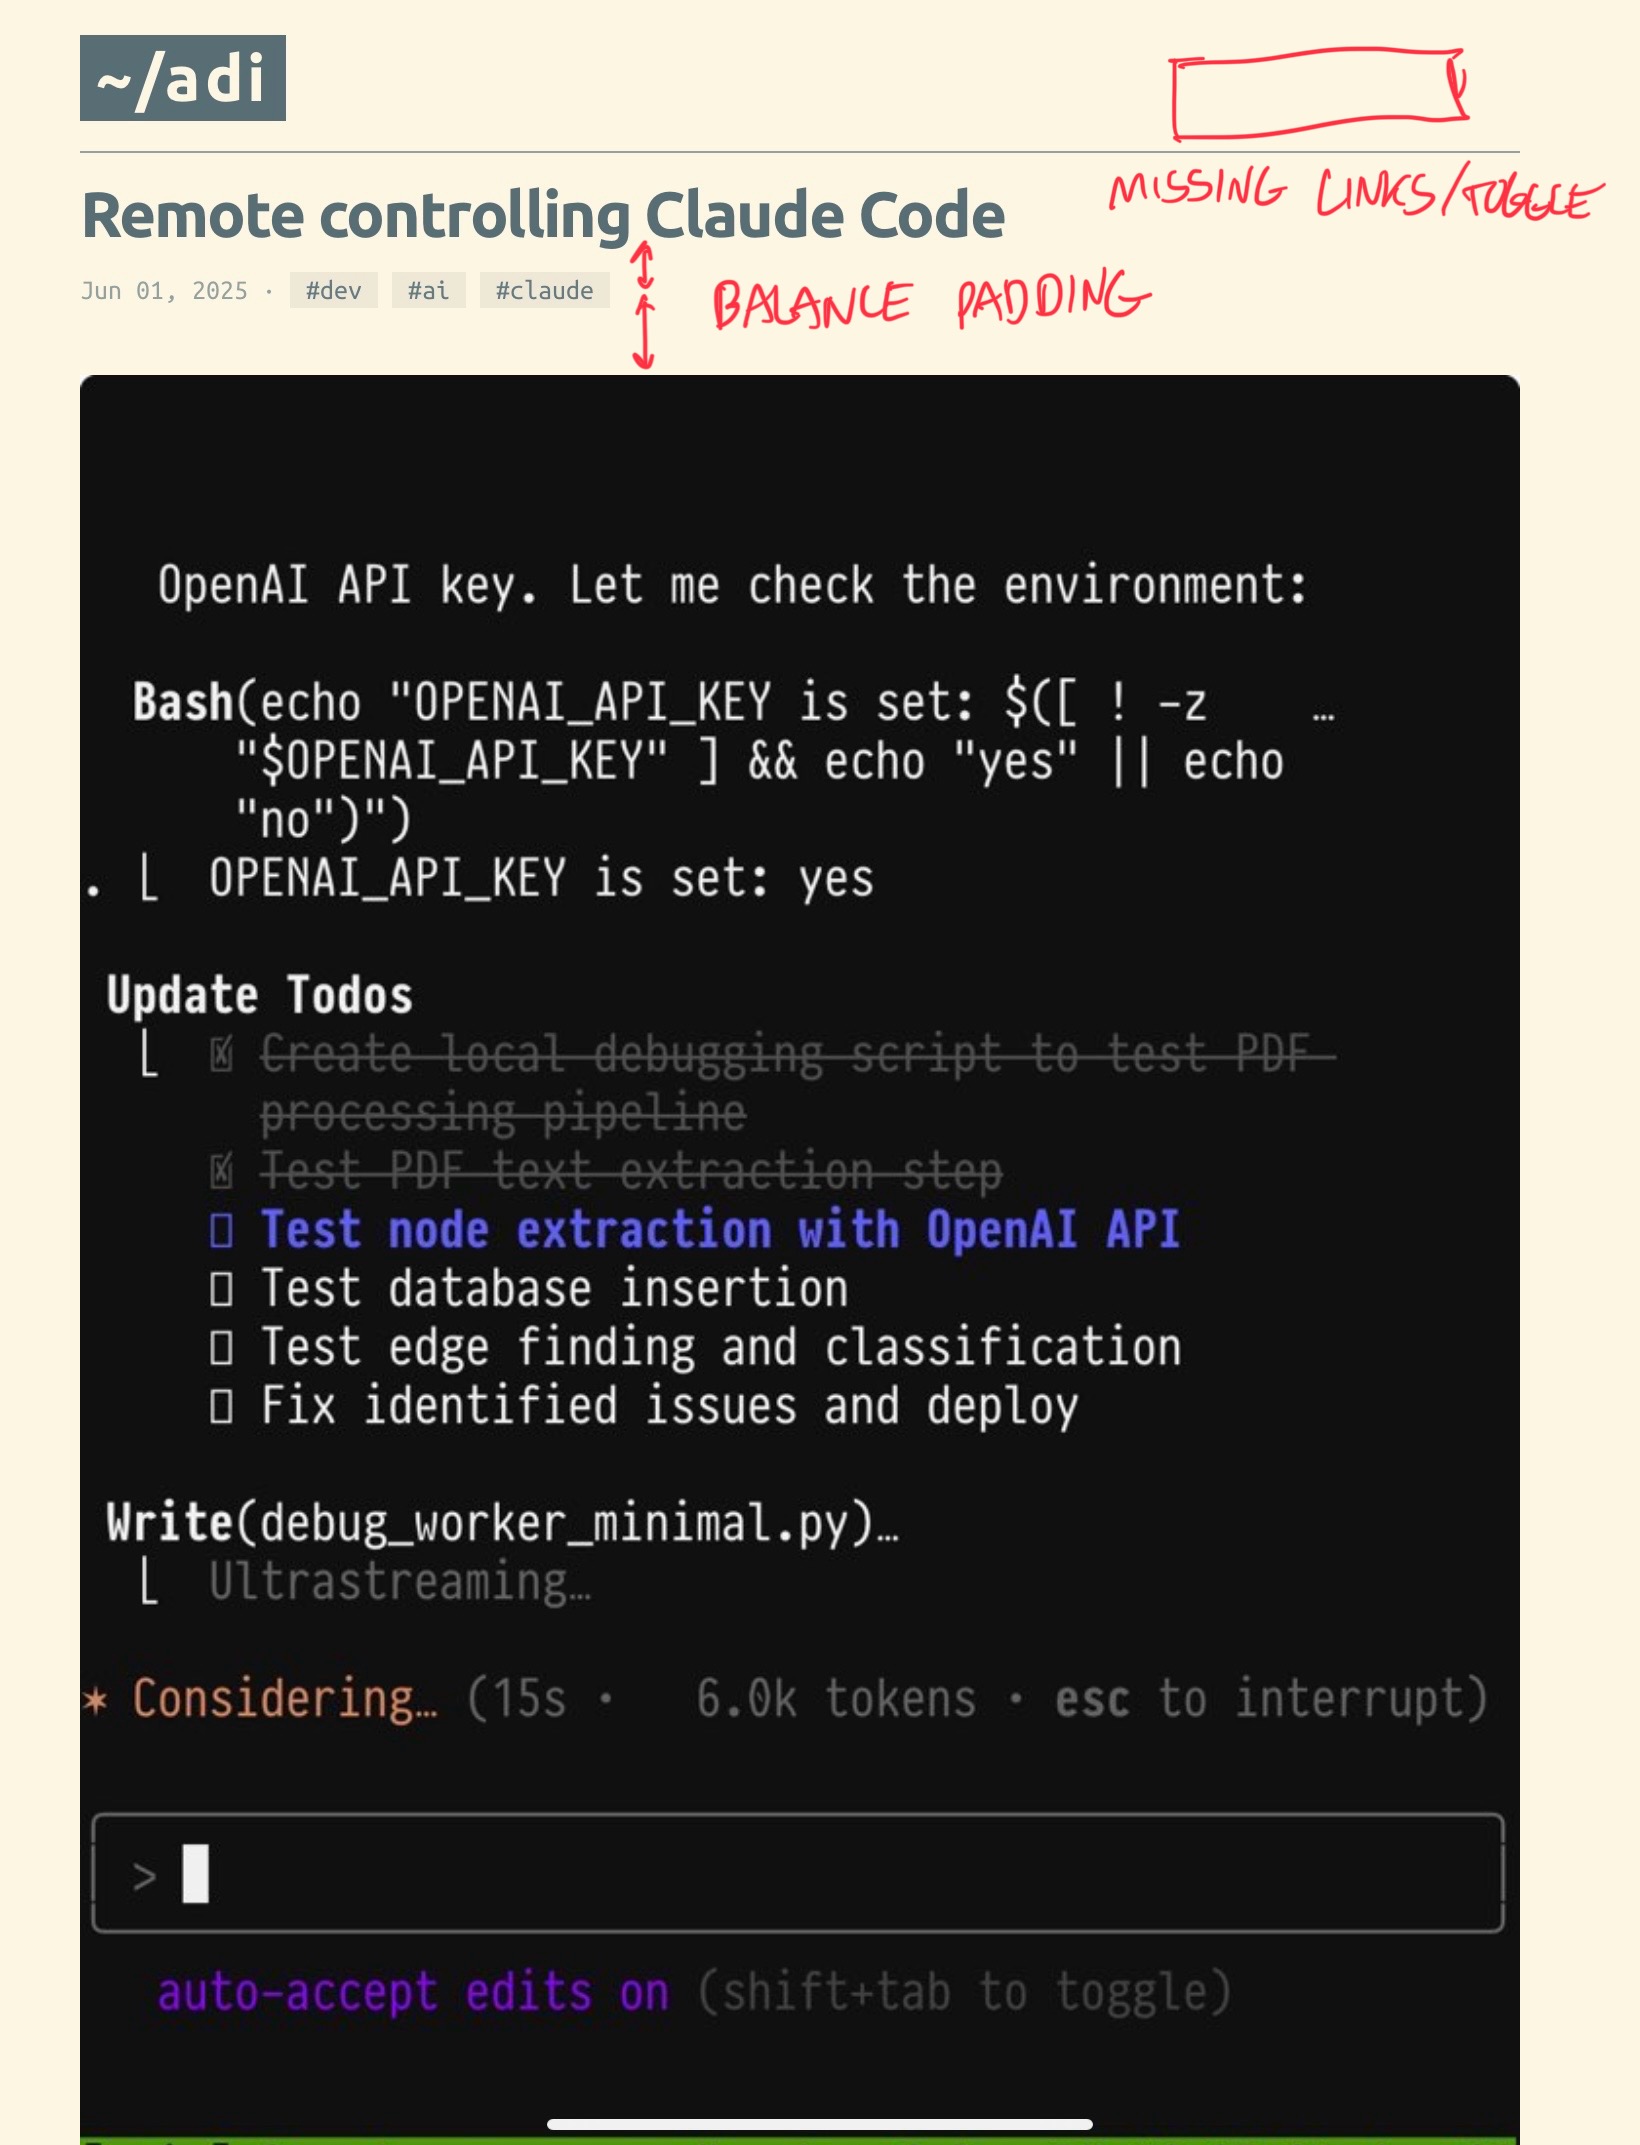 ~/adi
MISSING LINKS/TOGGLE
Remote controlling Claude Code
Jun 01, 2025 · #dev #ai #claude
BALANCE PADDING
OpenAI API key. Let me check the environment:
Bash(echo "OPENAI_API_KEY is set: $([ ! -z …
"$OPENAI_API_KEY" ] && echo "yes" || echo
"no")")
. ⎣ OPENAI_API_KEY is set: yes
Update Todos
⎣ ☒ Create local debugging script to test PDF
processing pipeline
☒ Test PDF text extraction step
☐ Test node extraction with OpenAI API
☐ Test database insertion
☐ Test edge finding and classification
☐ Fix identified issues and deploy
Write(debug_worker_minimal.py)…
⎣ Ultrastreaming…
✶ Considering… (15s · 6.0k tokens · esc to interrupt)
>
auto-accept edits on (shift+tab to toggle)